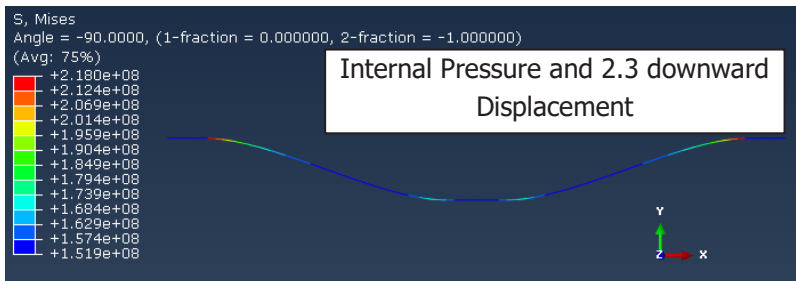 S, Mises
Angle = -90.0000, (1-fraction = 0.000000, 2-fraction = -1.000000)
(Avg: 75%)
+2.180e+08
+2.124e+08
+2.069e+08
+2.014e+08
+1.959e+08
+1.904e+08
+1.849e+08
+1.794e+08
+1.739e+08
+1.684e+08
+1.629e+08
+1.574e+08
+1.519e+08
Internal Pressure and 2.3 downward
Displacement
Y
Z
X